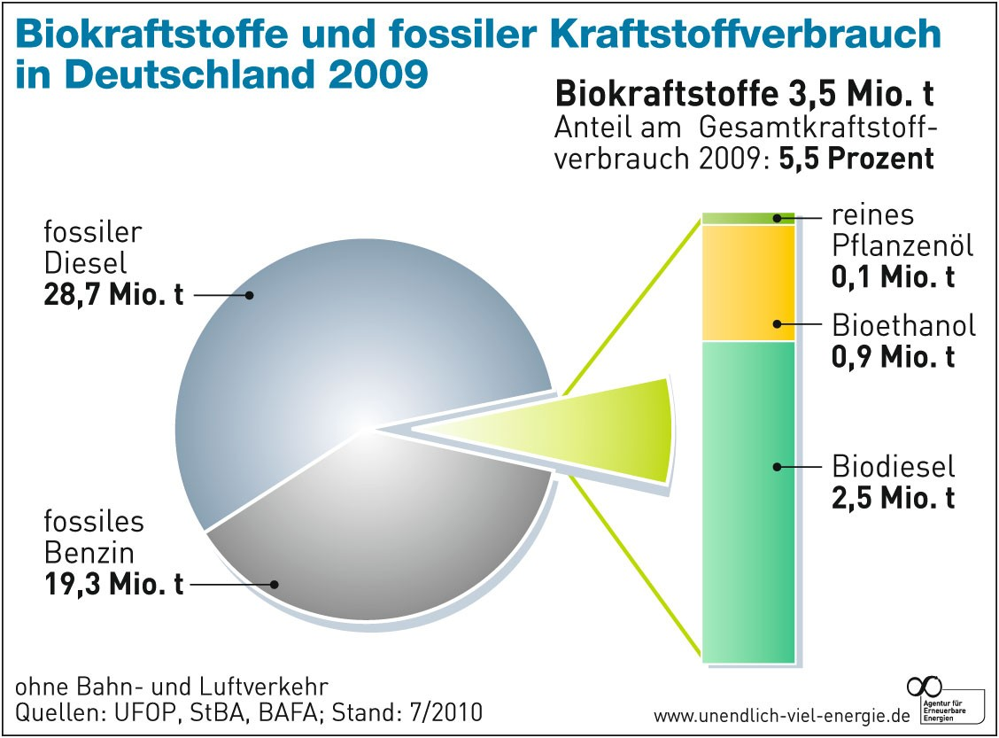 Biokraftstoffe und fossiler Kraftstoffverbrauch
in Deutschland 2009
Biokraftstoffe 3,5 Mio. t
Anteil am Gesamtkraftstoff-
verbrauch 2009: 5,5 Prozent
fossiler
Diesel
28,7 Mio. t
fossiles
Benzin
19,3 Mio. t
reines
Pflanzenöl
0,1 Mio. t
Bioethanol
0,9 Mio. t
Biodiesel
2,5 Mio. t
ohne Bahn- und Luftverkehr
Quellen: UFOP, StBA, BAFA; Stand: 7/2010
www.unendlich-viel-energie.de
Agentur für
Erneuerbare
Energien